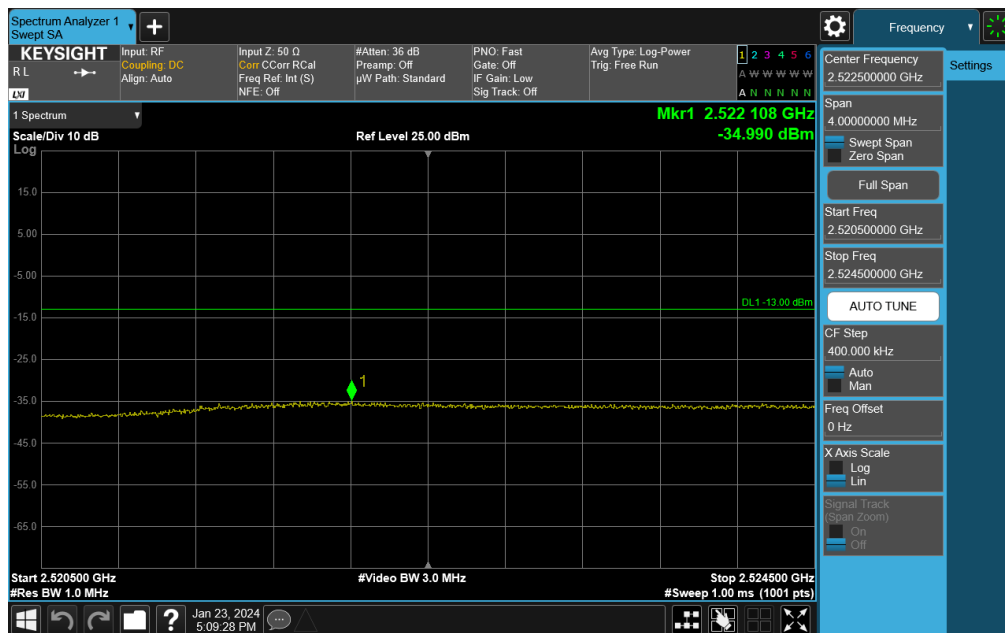 Spectrum Analyzer 1
Swept SA
Frequency
KEYSIGHT
R L
LXI
Input: RF
Coupling: DC
Align: Auto
Input Z: 50 Ω
Corr CCorr RCal
Freq Ref: Int (S)
NFE: Off
#Atten: 36 dB
Preamp: Off
µW Path: Standard
PNO: Fast
Gate: Off
IF Gain: Low
Sig Track: Off
Avg Type: Log-Power
Trig: Free Run
1 2 3 4 5 6
A W W W W W
A N N N N N
1 Spectrum
Mkr1 2.522 108 GHz
Scale/Div 10 dB
Ref Level 25.00 dBm
-34.990 dBm
Log
15.0
5.00
-5.00
DL1 -13.00 dBm
-15.0
-25.0
1
-35.0
-45.0
-55.0
-65.0
Start 2.520500 GHz
#Video BW 3.0 MHz
Stop 2.524500 GHz
#Res BW 1.0 MHz
#Sweep 1.00 ms (1001 pts)
Center Frequency
2.522500000 GHz
Settings
Span
4.00000000 MHz
Swept Span
Zero Span
Full Span
Start Freq
2.520500000 GHz
Stop Freq
2.524500000 GHz
AUTO TUNE
CF Step
400.000 kHz
Auto
Man
Freq Offset
0 Hz
X Axis Scale
Log
Lin
Signal Track
(Span Zoom)
On
Off
?
Jan 23, 2024
5:09:28 PM